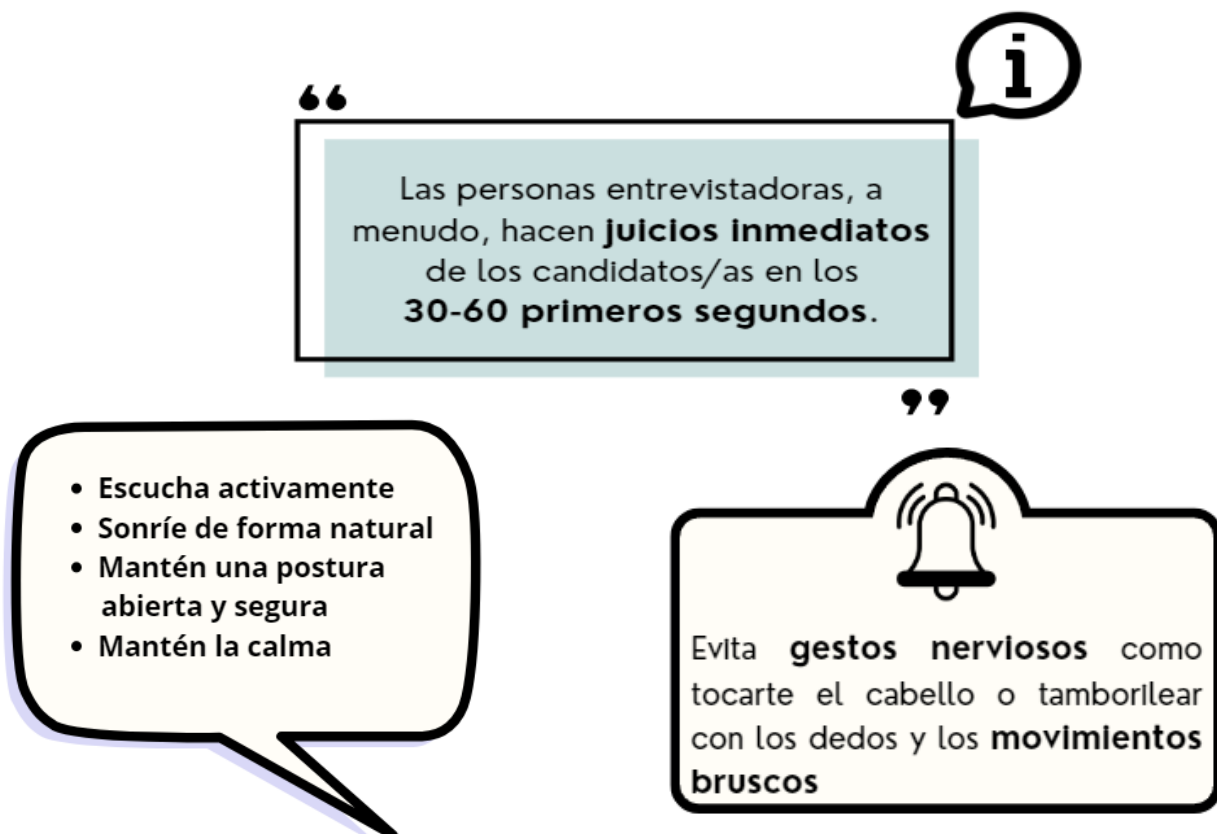 i
“
Las personas entrevistadoras, a
menudo, hacen juicios inmediatos
de los candidatos/as en los
30-60 primeros segundos.
”
• Escucha activamente
• Sonríe de forma natural
• Mantén una postura
abierta y segura
• Mantén la calma
Evita gestos nerviosos como
tocarte el cabello o tamborilear
con los dedos y los movimientos
bruscos